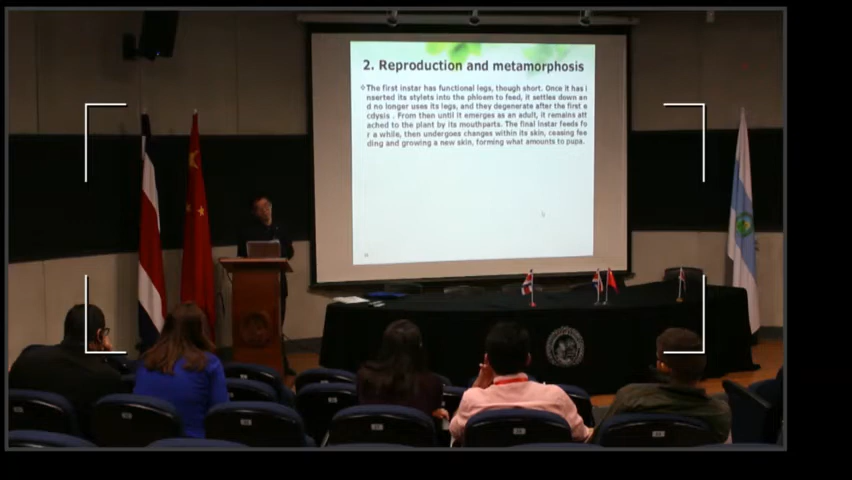 2. Reproduction and metamorphosis
The first instar has functional legs, though short. Once it has i
nserted its stylets into the phloem to feed, it settles down an
d no longer uses its legs, and they degenerate after the first e
cdysis . From then until it emerges as an adult, it remains att
ached to the plant by its mouthparts. The final instar feeds fo
r a while, then undergoes changes within its skin, ceasing fee
ding and growing a new skin, forming what amounts to pupa.